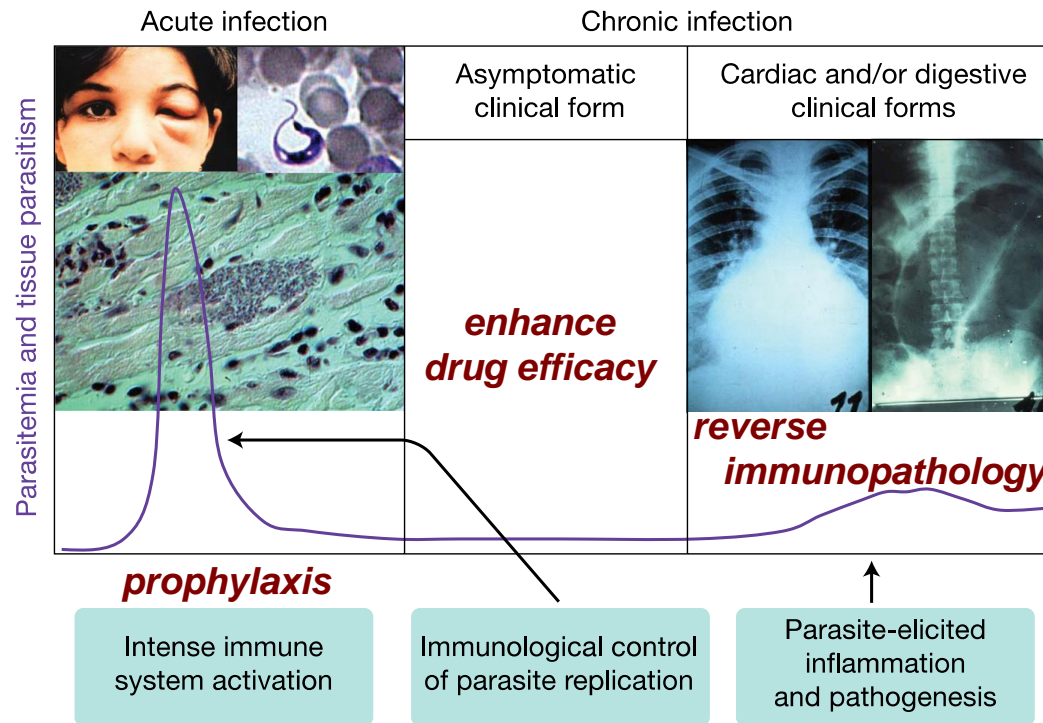 Acute infection
Chronic infection
Asymptomatic
clinical form
Cardiac and/or digestive
clinical forms
Parasitemia and tissue parasitism
enhance
drug efficacy
11
reverse
immunopathology
prophylaxis
Intense immune
system activation
Immunological control
of parasite replication
Parasite-elicited
inflammation
and pathogenesis